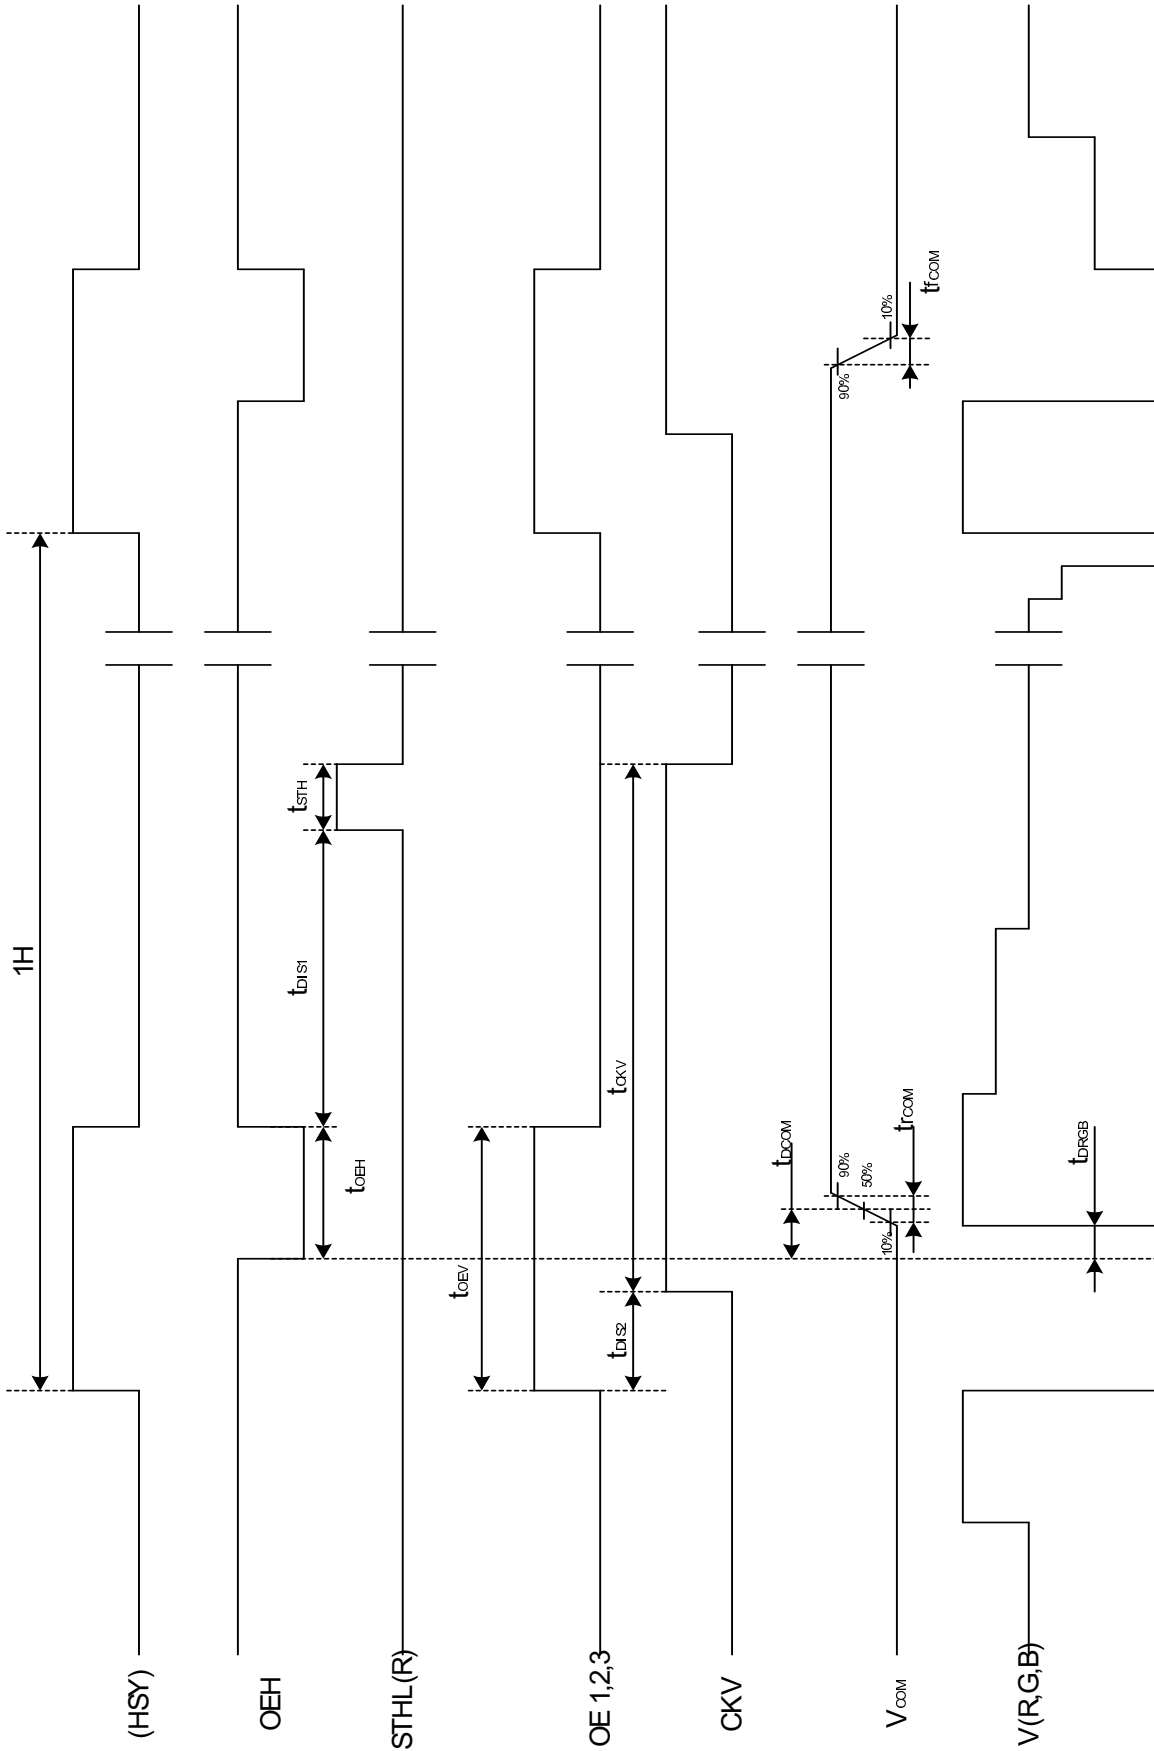 1H
(HSY)
OEH
tOEH
tDIS1
tSTH
STHL(R)
tOEV
OE 1,2,3
tDIS2
tCKV
CKV
tDCOM
90%
50%
10%
trCOM
90%
10%
tfCOM
VCOM
tDRGB
V(R,G,B)